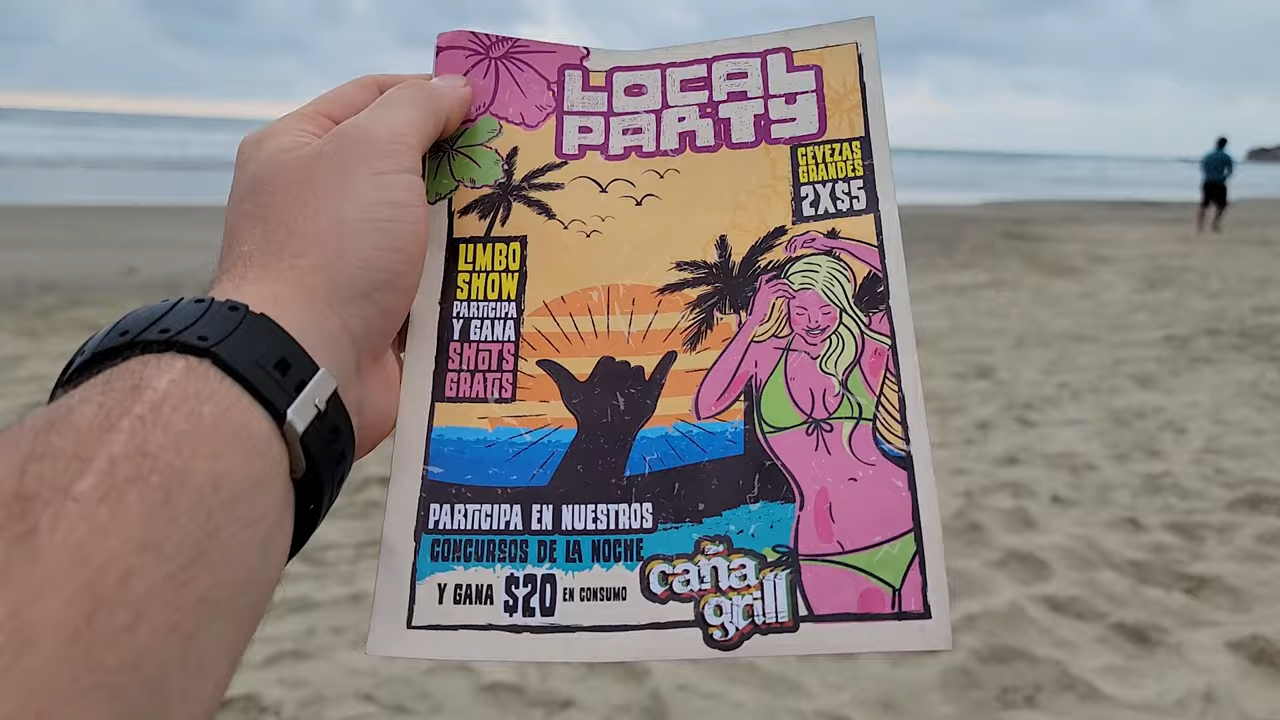 LOCAL
PARTY
CEVEZAS
GRANDES
2X$5
LIMBO
SHOW
PARTICIPA
Y GANA
SHOTS
GRATIS
PARTICIPA EN NUESTROS
CONCURSOS DE LA NOCHE
Y GANA $20 EN CONSUMO
caña
grill